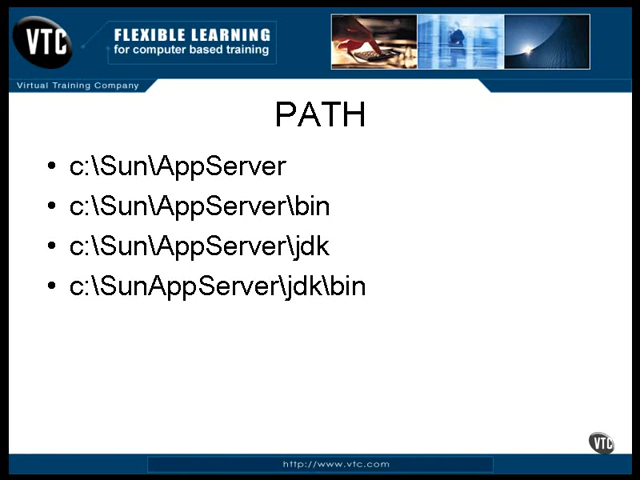 VTC
FLEXIBLE LEARNING
for computer based training
Virtual Training Company
PATH
• c:\Sun\AppServer
• c:\Sun\AppServer\bin
• c:\Sun\AppServer\jdk
• c:\SunAppServer\jdk\bin
VTC
http://www.vtc.com